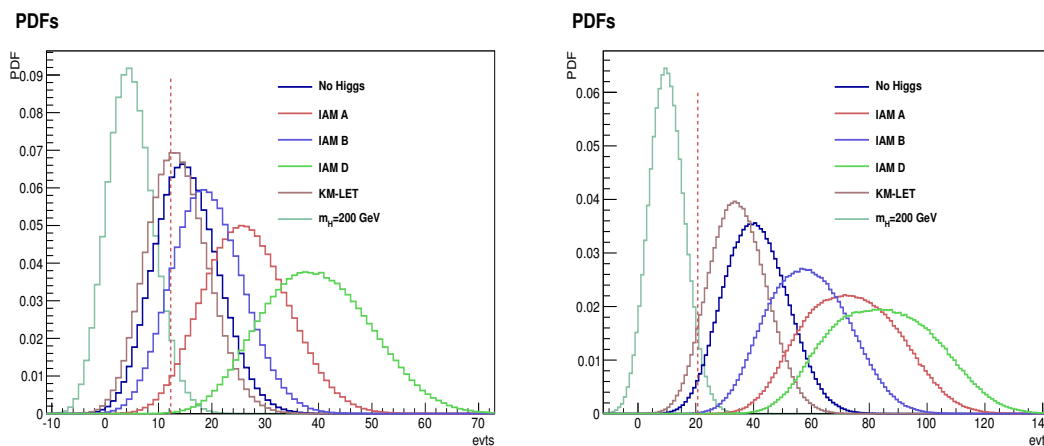 PDFs
PDF
0.09
0.08
0.07
0.06
0.05
0.04
0.03
0.02
0.01
0
No Higgs
IAM A
IAM B
IAM D
KM-LET
m_H=200 GeV
-10 0 10 20 30 40 50 60 70
evts
PDFs
PDF
0.06
0.05
0.04
0.03
0.02
0.01
0
No Higgs
IAM A
IAM B
IAM D
KM-LET
m_H=200 GeV
0 20 40 60 80 100 120
evts